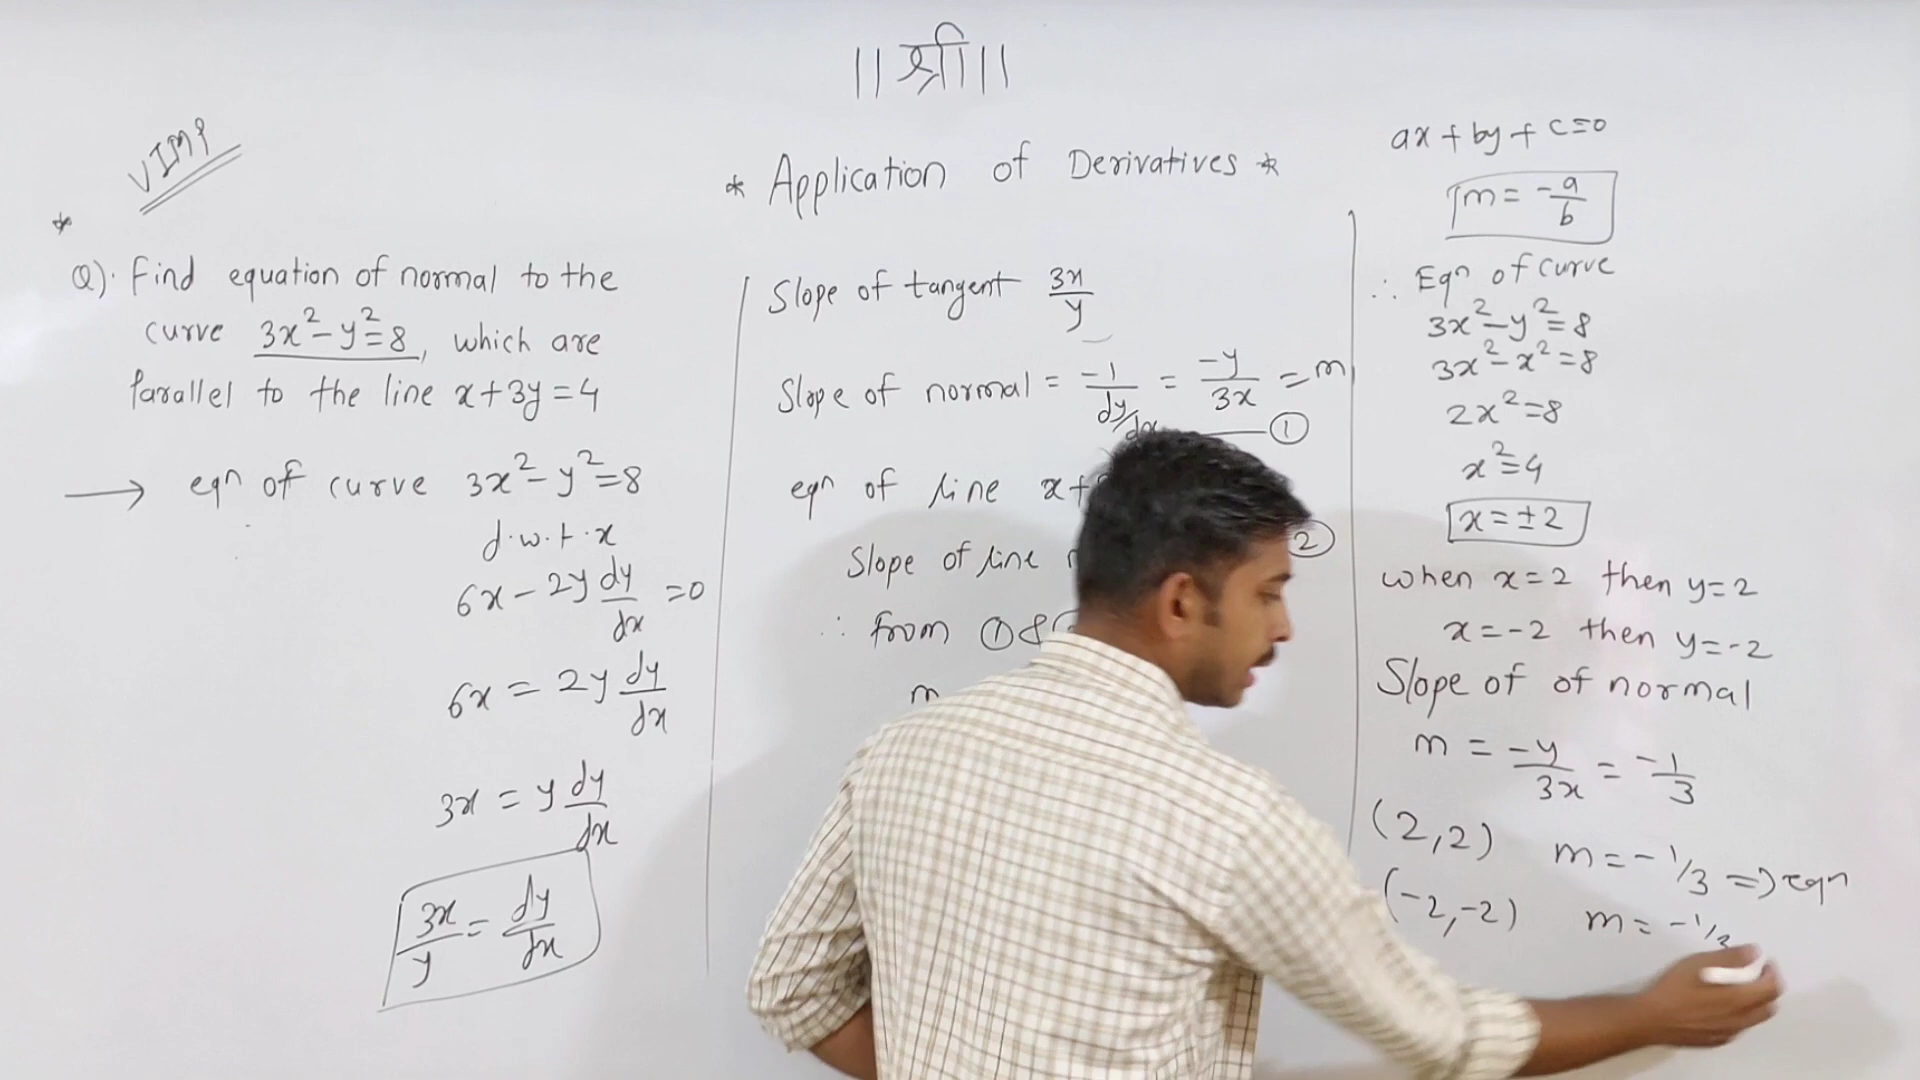 ||श्री||
VIMP
* Application of Derivatives *
*
Q). Find equation of normal to the
curve 3x²-y²=8, which are
Parallel to the line x+3y=4
→ eqn of curve 3x²-y²=8
d.w.r.x
6x - 2y dy/dx =0
6x = 2y dy/dx
3x = y dy/dx
3x/y = dy/dx
Slope of tangent 3x/y
Slope of normal = -1/dy/dx = -y/3x = m
①
eqn of line x+
②
Slope of line
∴ from ① &
m
ax + by + c=0
m = -a/b
∴ Eqn of curve
3x²-y²=8
3x²-x²=8
2x²=8
x²=4
x=±2
when x=2 then y=2
x=-2 then y=-2
Slope of of normal
m = -y/3x = -1/3
(2,2) m=-1/3 => eqn
(-2,-2) m=-1/3